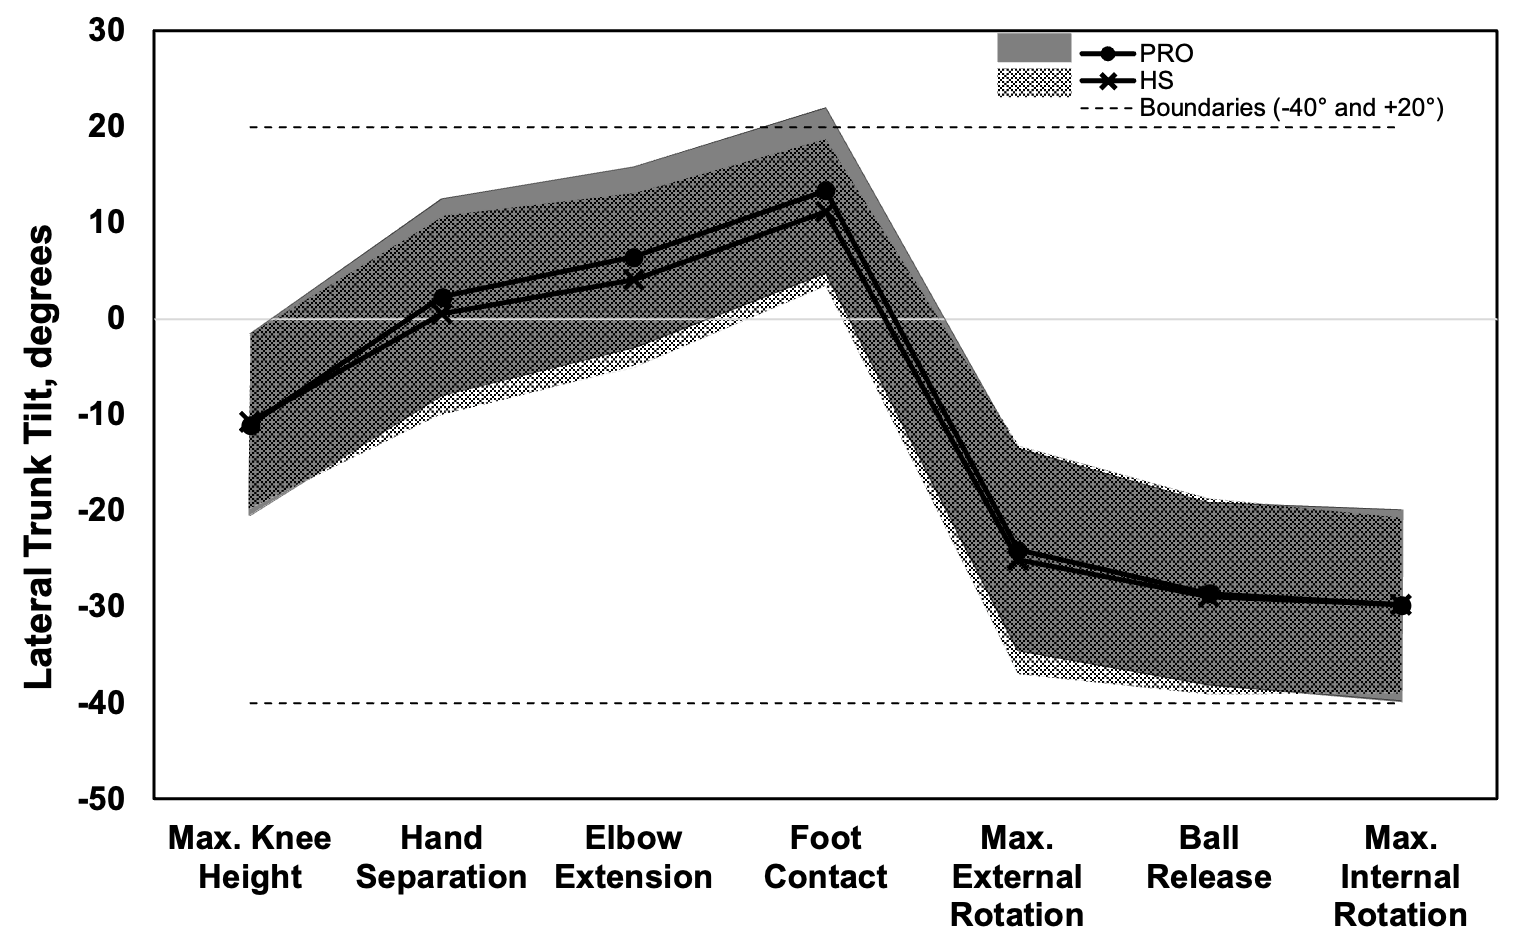 30
20
10
0
-10
-20
-30
-40
-50
Lateral Trunk Tilt, degrees
PRO
HS
Boundaries (-40° and +20°)
Max. Knee
Height
Hand
Separation
Elbow
Extension
Foot
Contact
Max.
External
Rotation
Ball
Release
Max.
Internal
Rotation